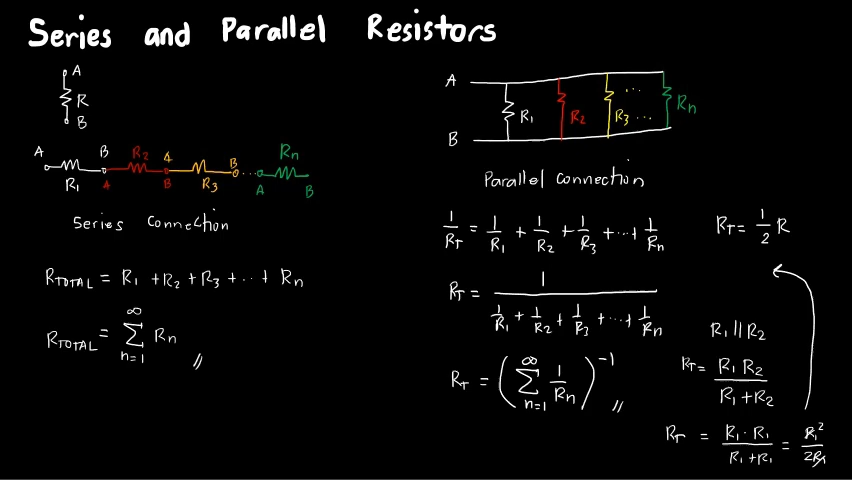 Series and Parallel Resistors
A
R
B
A B R2 A B Rn
R1 A B R3 ... A B
Series Connection
RTOTAL = R1 + R2 + R3 + ... + Rn
RTOTAL = ∞∑n=1 Rn //
A
R1 R2 R3 ... ... Rn
B
Parallel Connection
1/RT = 1/R1 + 1/R2 + 1/R3 + ... + 1/Rn
RT = 1/2 R
RT = 1/(1/R1 + 1/R2 + 1/R3 + ... + 1/Rn)
RT = (∞∑n=1 1/Rn)^-1 //
R1 || R2
RT = R1 R2/(R1 + R2)
RT = R1 · R1/(R1 + R1) = R1^2/2R1